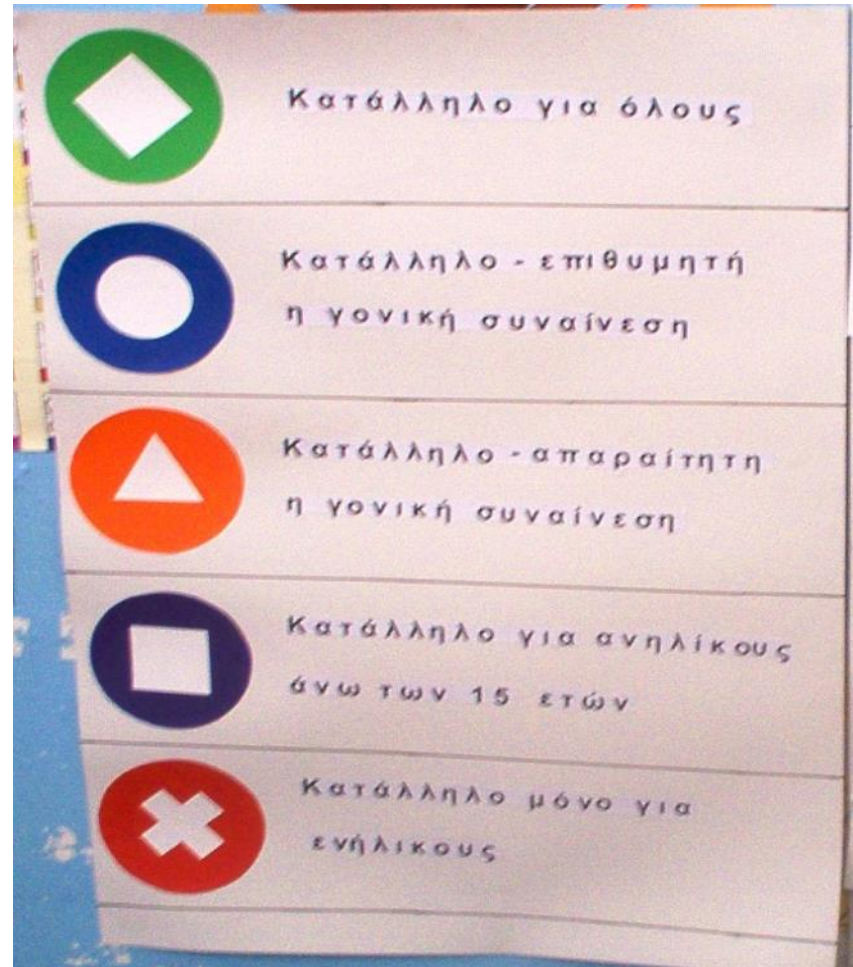 Κατάλληλο για όλους
Κατάλληλο - επιθυμητή
η γονική συναίνεση
Κατάλληλο - απαραίτητη
η γονική συναίνεση
Κατάλληλο για ανηλίκους
άνω των 15 ετών
Κατάλληλο μόνο για
ενήλικους